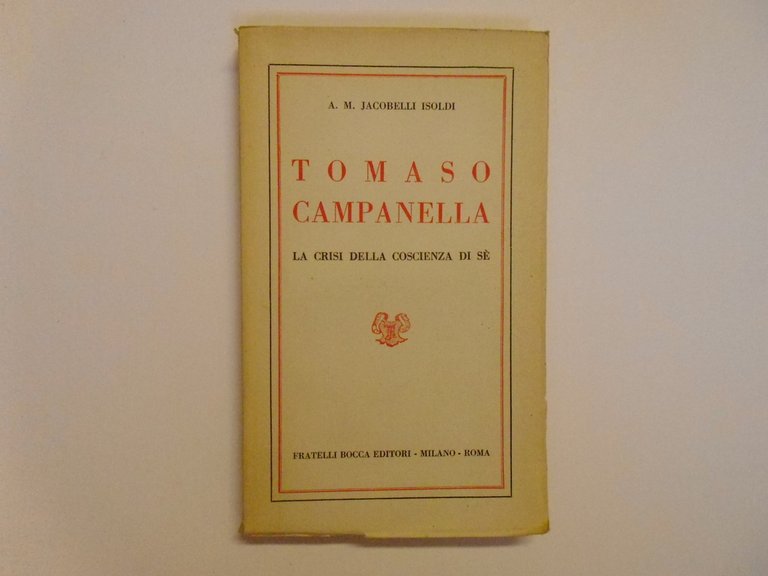 A. M. JACOBELLI ISOLDI
TOMASO
CAMPANELLA
LA CRISI DELLA COSCIENZA DI SÈ
FRATELLI BOCCA EDITORI - MILANO - ROMA